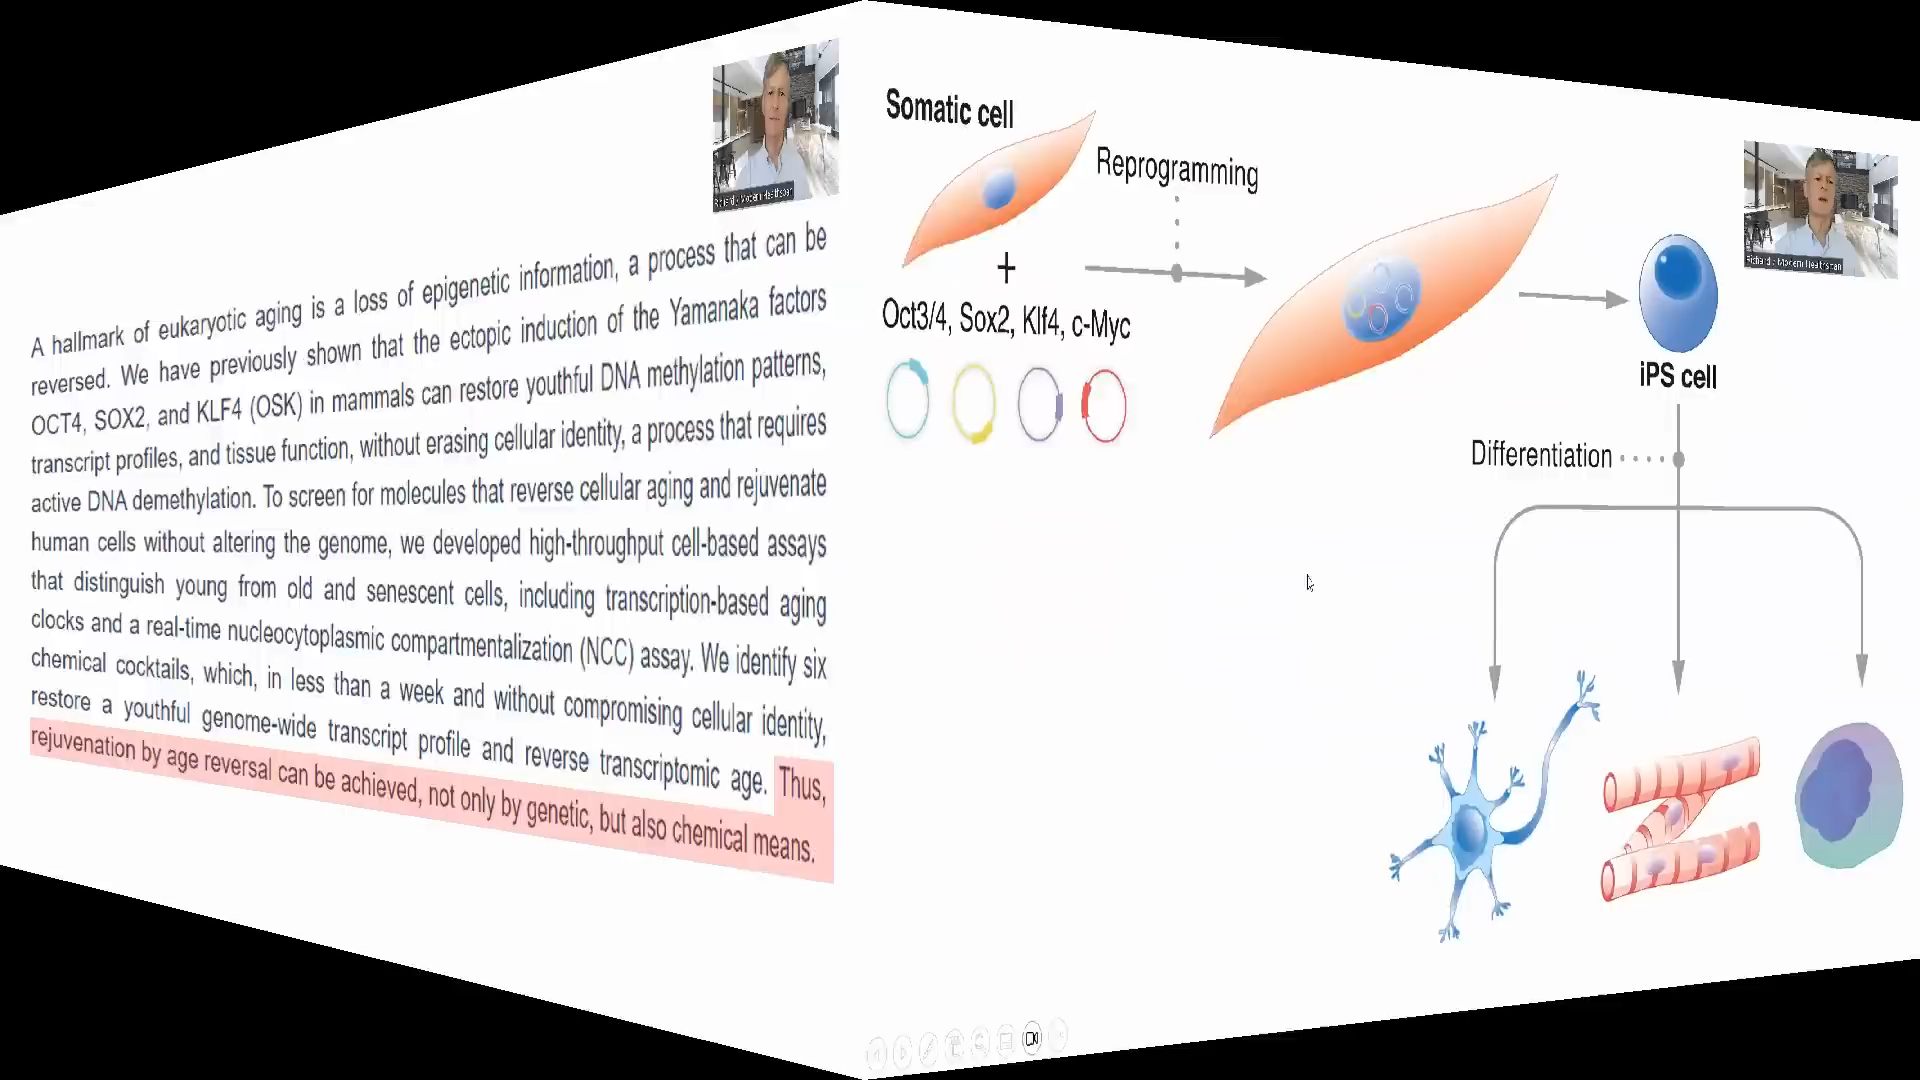 A hallmark of eukaryotic aging is a loss of epigenetic information, a process that can be
reversed. We have previously shown that the ectopic induction of the Yamanaka factors
OCT4, SOX2, and KLF4 (OSK) in mammals can restore youthful DNA methylation patterns,
transcript profiles, and tissue function, without erasing cellular identity, a process that requires
active DNA demethylation. To screen for molecules that reverse cellular aging and rejuvenate
human cells without altering the genome, we developed high-throughput cell-based assays
that distinguish young from old and senescent cells, including transcription-based aging
clocks and a real-time nucleocytoplasmic compartmentalization (NCC) assay. We identify six
chemical cocktails, which, in less than a week and without compromising cellular identity,
restore a youthful genome-wide transcript profile and reverse transcriptomic age. Thus,
rejuvenation by age reversal can be achieved, not only by genetic, but also chemical means.
Richard / Modern Healthspan
Somatic cell
+
Oct3/4, Sox2, Klf4, c-Myc
Reprogramming
iPS cell
Differentiation
Richard / Modern Healthspan